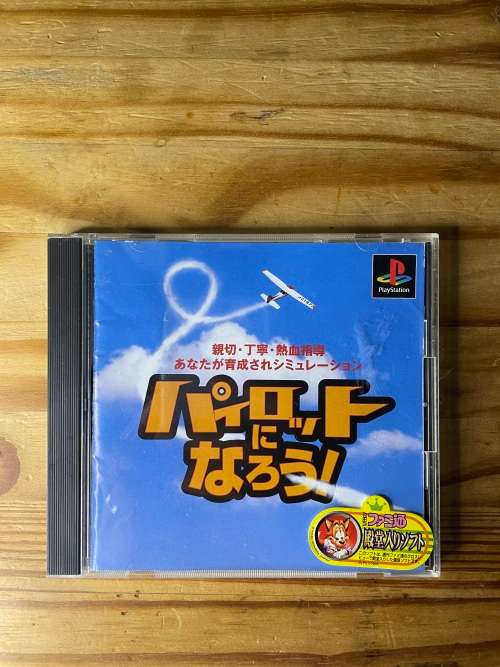 PlayStation
親切・丁寧・熱血指導
あなたが育成されシミュレーション
パイロット
に
なろう!
ファミ通
殿堂入りソフト